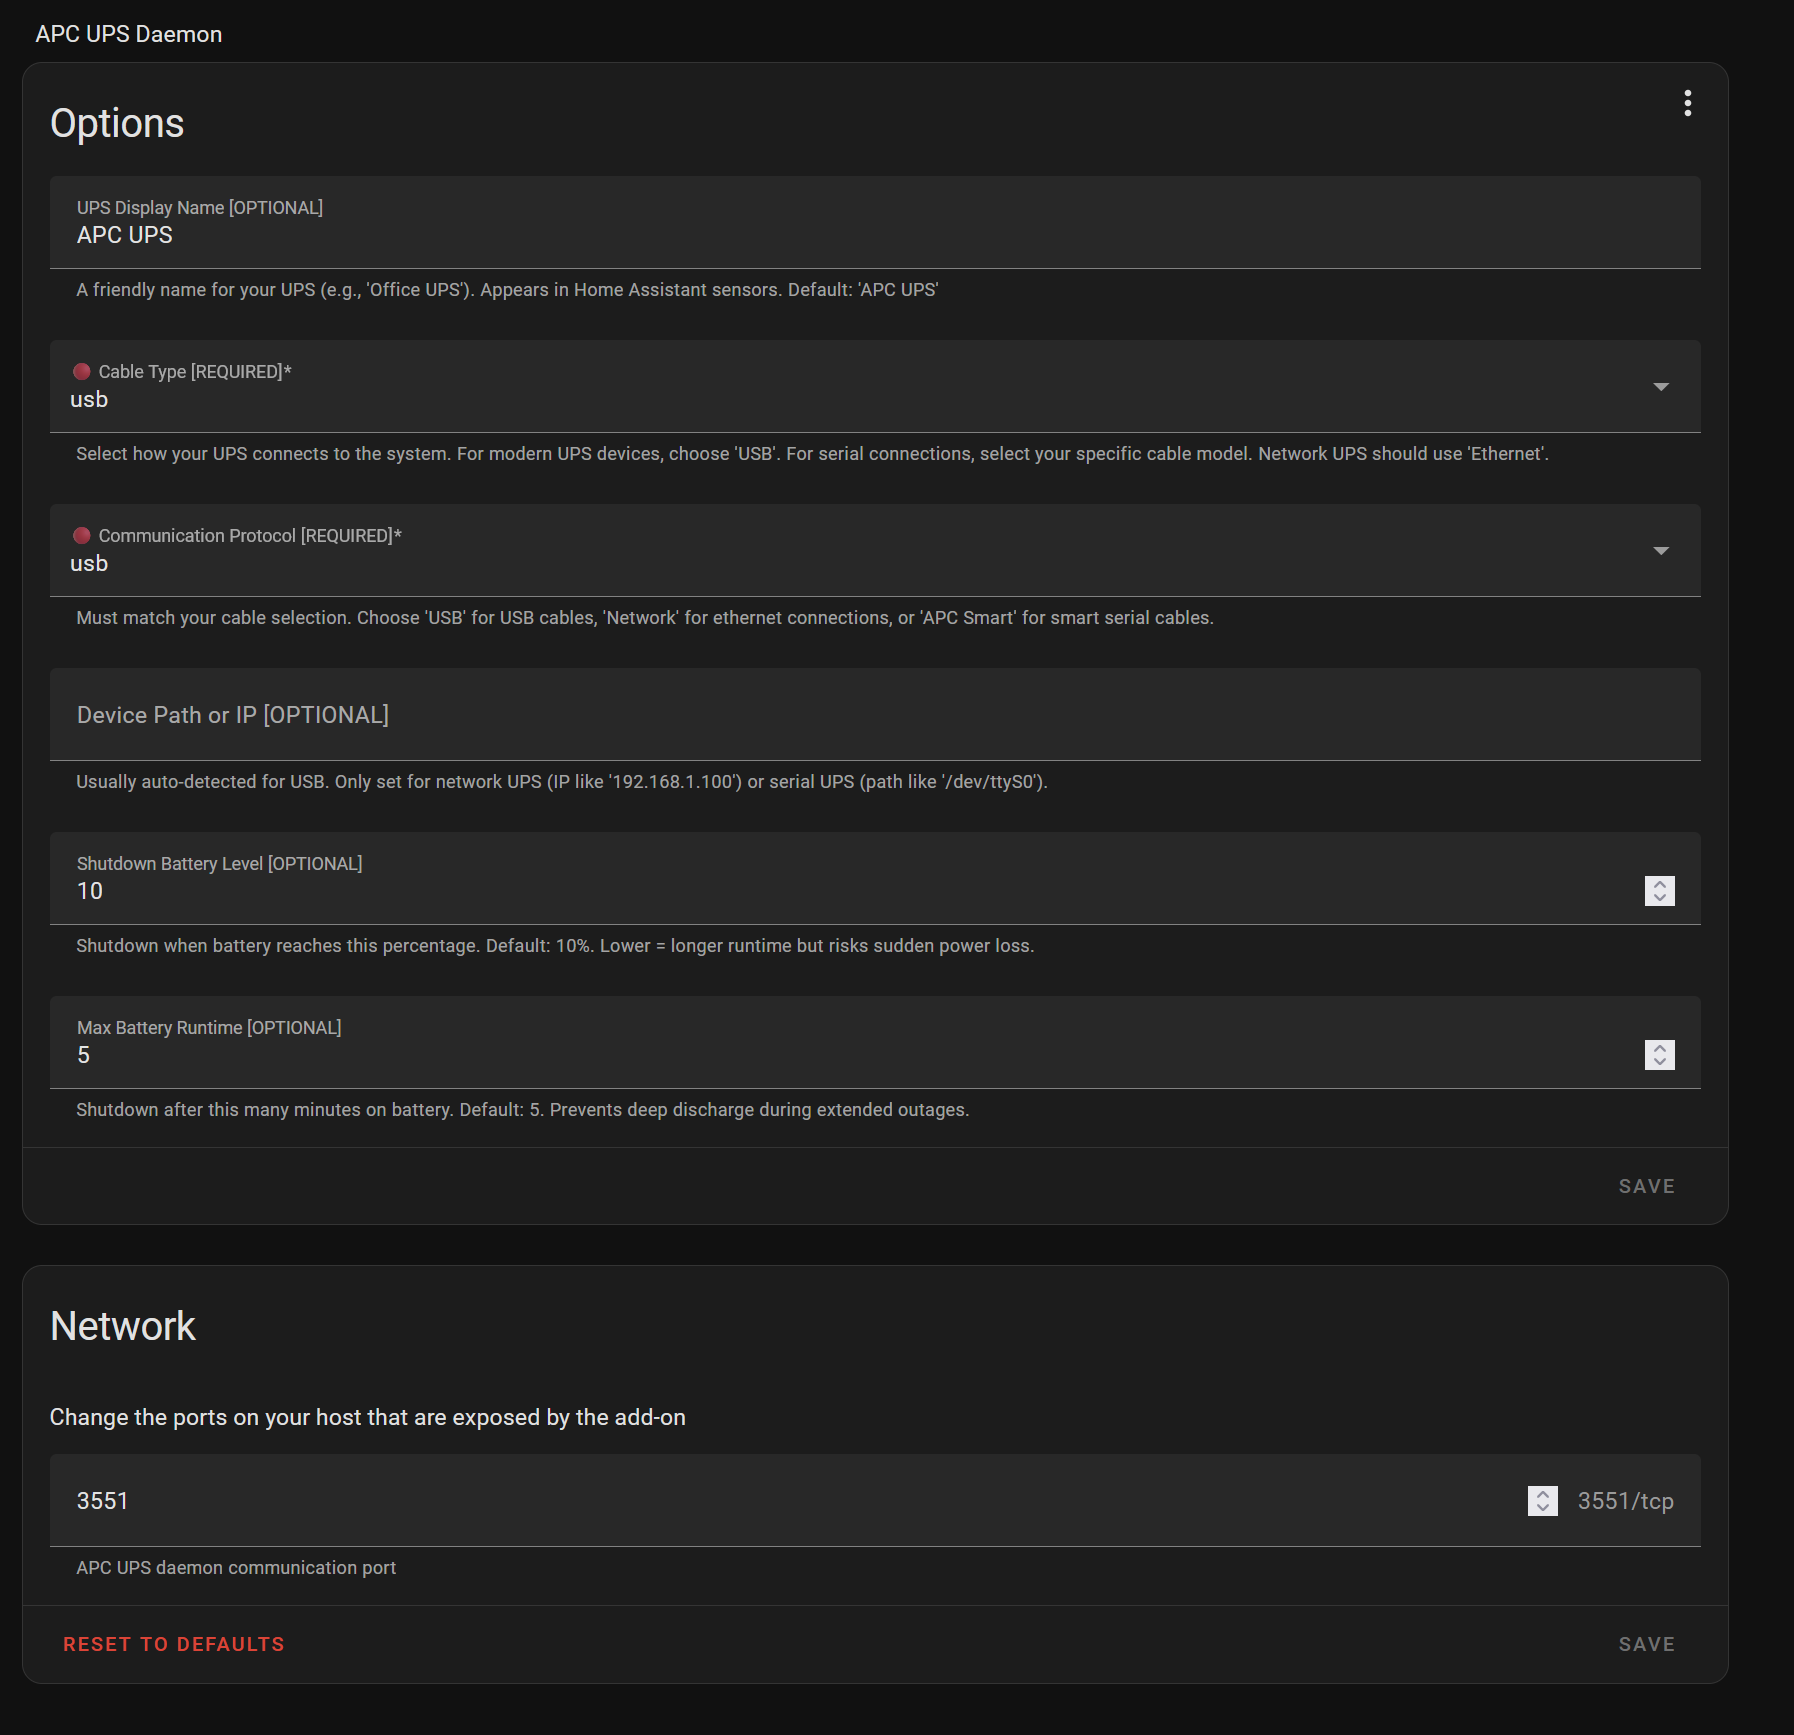 APC UPS Daemon
Options
UPS Display Name [OPTIONAL]
APC UPS
A friendly name for your UPS (e.g., 'Office UPS'). Appears in Home Assistant sensors. Default: 'APC UPS'
Cable Type [REQUIRED]*
usb
Select how your UPS connects to the system. For modern UPS devices, choose 'USB'. For serial connections, select your specific cable model. Network UPS should use 'Ethernet'.
Communication Protocol [REQUIRED]*
usb
Must match your cable selection. Choose 'USB' for USB cables, 'Network' for ethernet connections, or 'APC Smart' for smart serial cables.
Device Path or IP [OPTIONAL]
Usually auto-detected for USB. Only set for network UPS (IP like '192.168.1.100') or serial UPS (path like '/dev/ttyS0').
Shutdown Battery Level [OPTIONAL]
10
Shutdown when battery reaches this percentage. Default: 10%. Lower = longer runtime but risks sudden power loss.
Max Battery Runtime [OPTIONAL]
5
Shutdown after this many minutes on battery. Default: 5. Prevents deep discharge during extended outages.
SAVE
Network
Change the ports on your host that are exposed by the add-on
3551 3551/tcp
APC UPS daemon communication port
RESET TO DEFAULTS SAVE